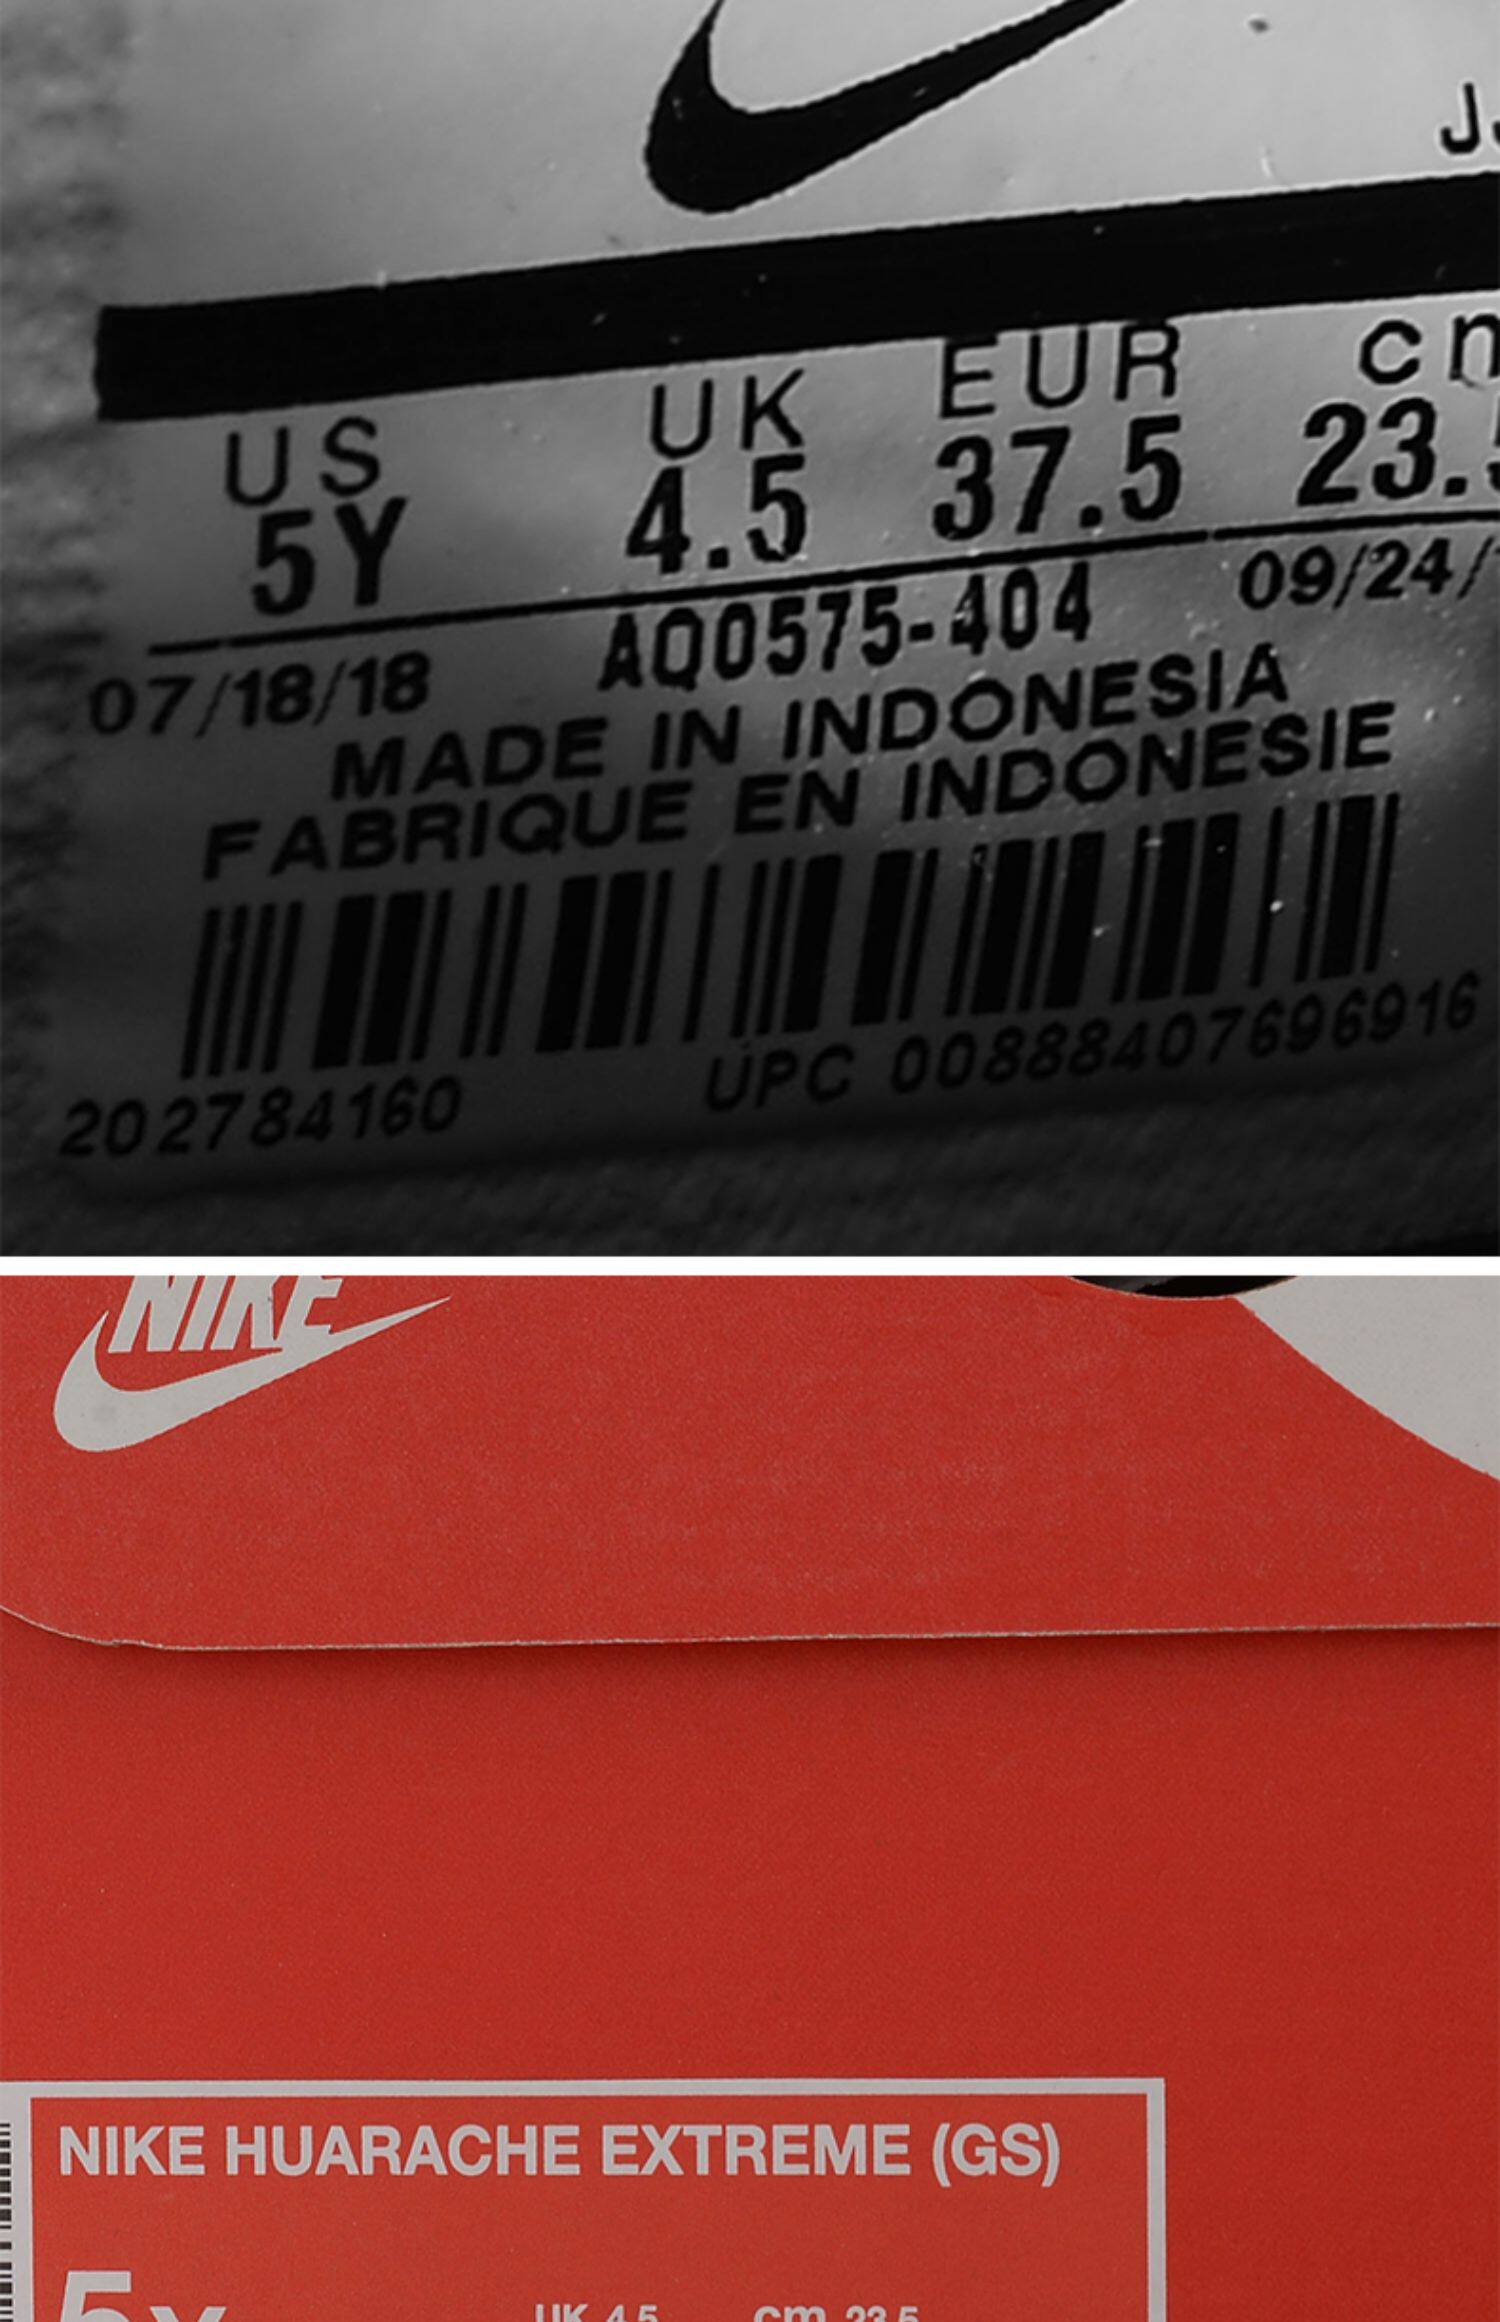 US UK EUR
5Y 4.5 37.5
07/18/18 AQ0575-404
MADE IN INDONESIA
FABRIQUE EN INDONESIE
202784160 UPC 00888407696916
NIKE
NIKE HUARACHE EXTREME (GS)
5Y UK 4.5 cm 23.5